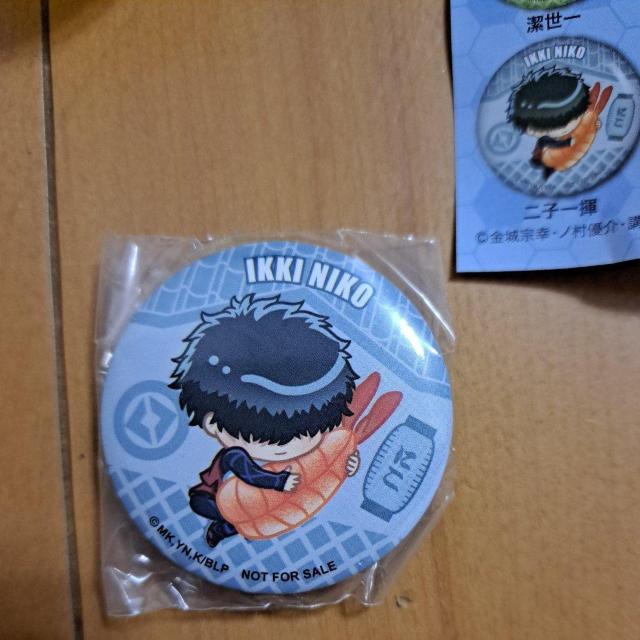 潔世一
IKKI NIKO
二子一揮
©金城宗幸・ノ村優介・講
IKKI NIKO
©MK,YN,K/BLP NOT FOR SALE